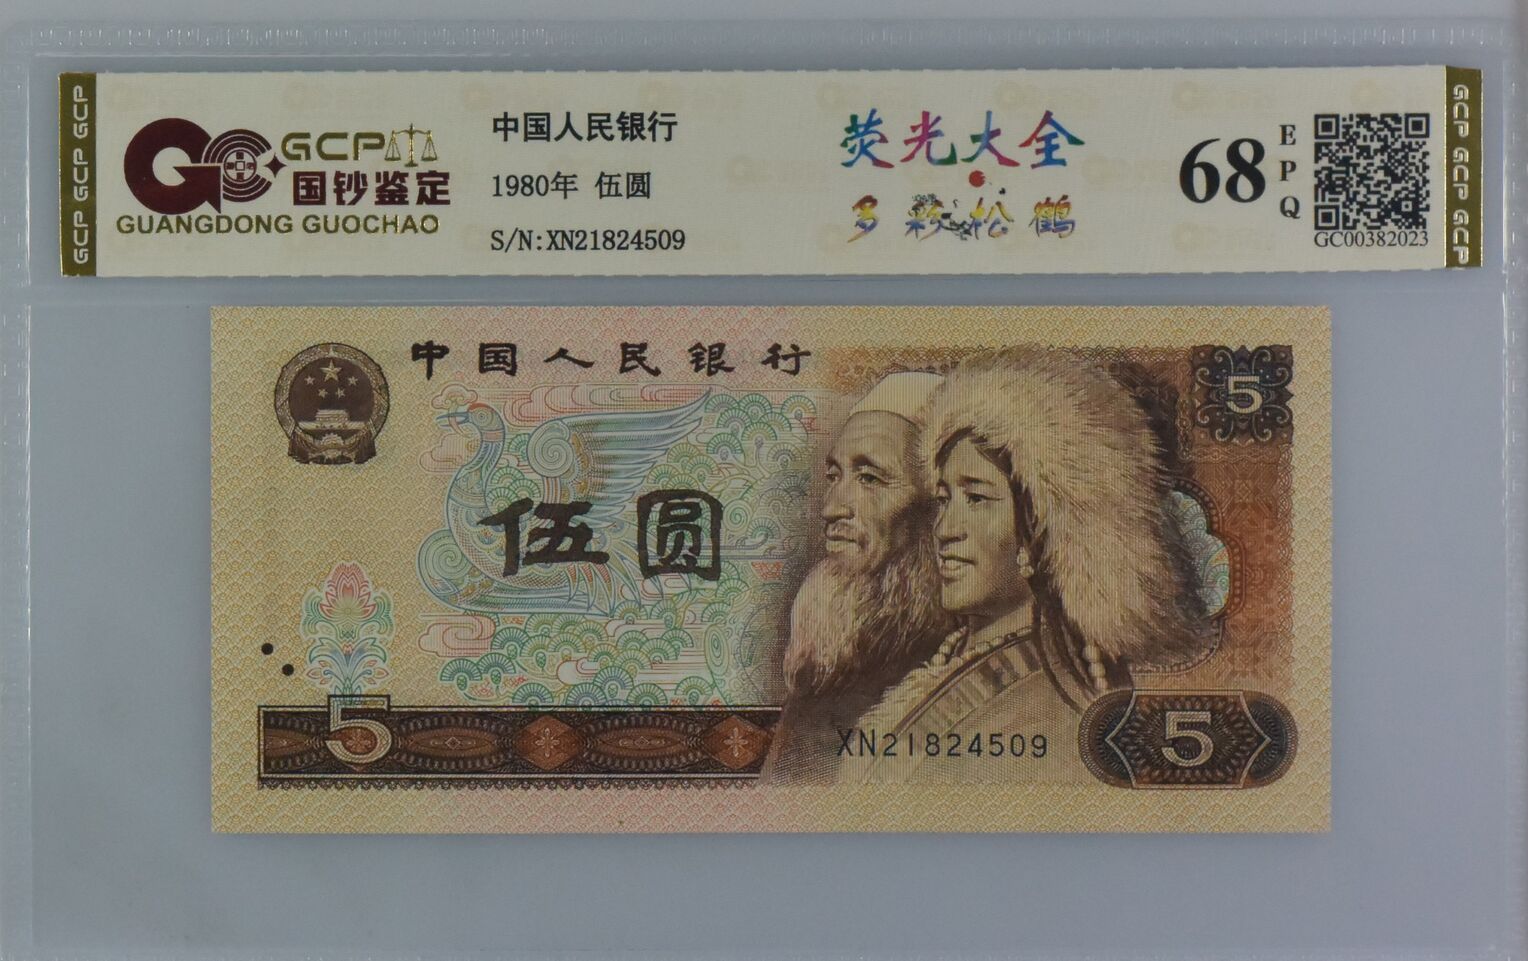 GCP GCP GCP
GCP
国钞鉴定
GUANGDONG GUOCHAO
中国人民银行
1980年 伍圆
S/N:XN21824509
荧光大全
多彩松鹤
68
EPQ
GC00382023
GCP GCP GCP
中国人民银行
5
伍圆
5
XN21824509
5